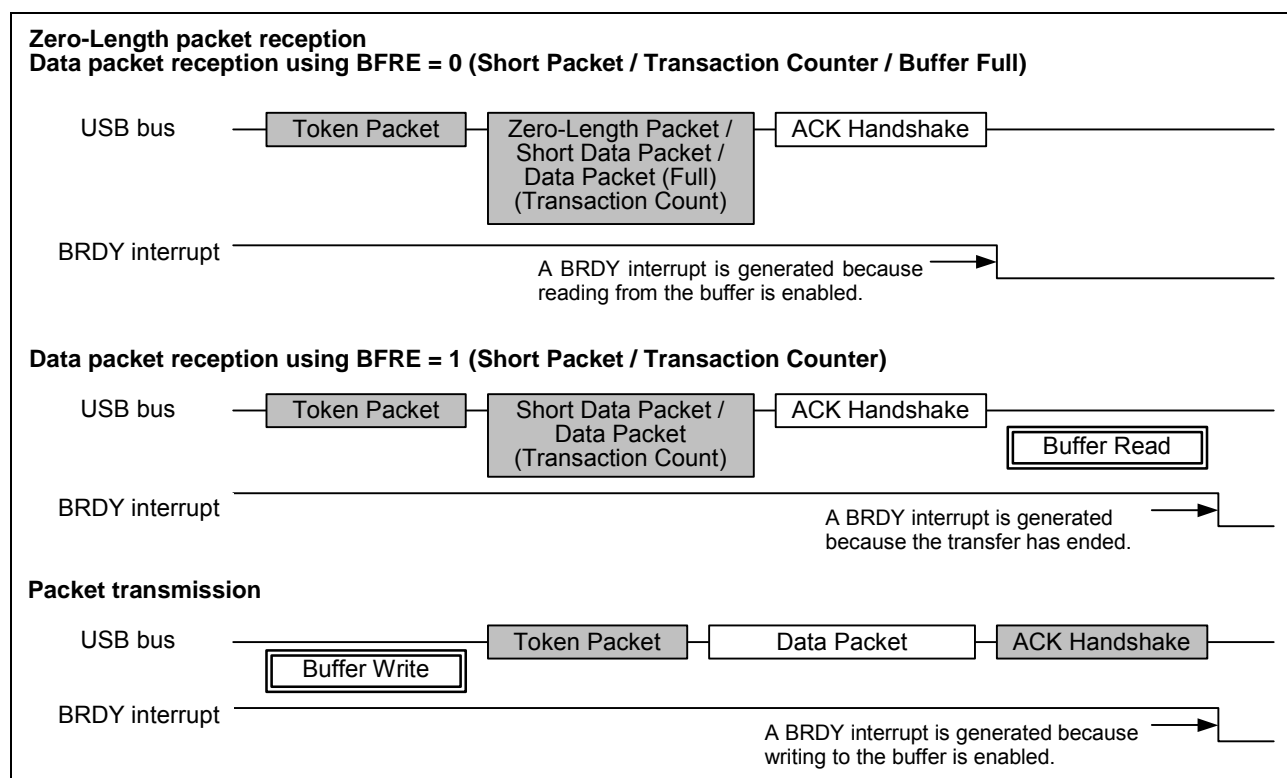 Zero-Length packet reception
Data packet reception using BFRE = 0 (Short Packet / Transaction Counter / Buffer Full)
USB bus
Token Packet
Zero-Length Packet /
Short Data Packet /
Data Packet (Full)
(Transaction Count)
ACK Handshake
BRDY interrupt
A BRDY interrupt is generated because
reading from the buffer is enabled.
Data packet reception using BFRE = 1 (Short Packet / Transaction Counter)
USB bus
Token Packet
Short Data Packet /
Data Packet
(Transaction Count)
ACK Handshake
Buffer Read
BRDY interrupt
A BRDY interrupt is generated
because the transfer has ended.
Packet transmission
USB bus
Token Packet
Data Packet
ACK Handshake
Buffer Write
BRDY interrupt
A BRDY interrupt is generated because
writing to the buffer is enabled.